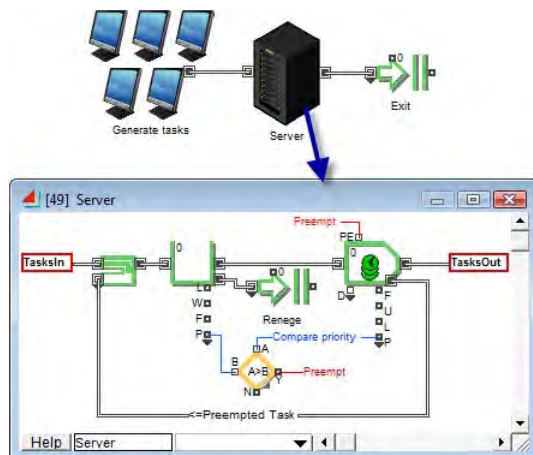 0
Exit
Generate tasks
Server
[49] Server
Preempt
PE
TasksIn
0
0
TasksOut
L
W
F
P
0
Renege
D
F
U
L
P
Compare priority
A
B
A>B
Y
Preempt
N
<=Preempted Task
Help
Server